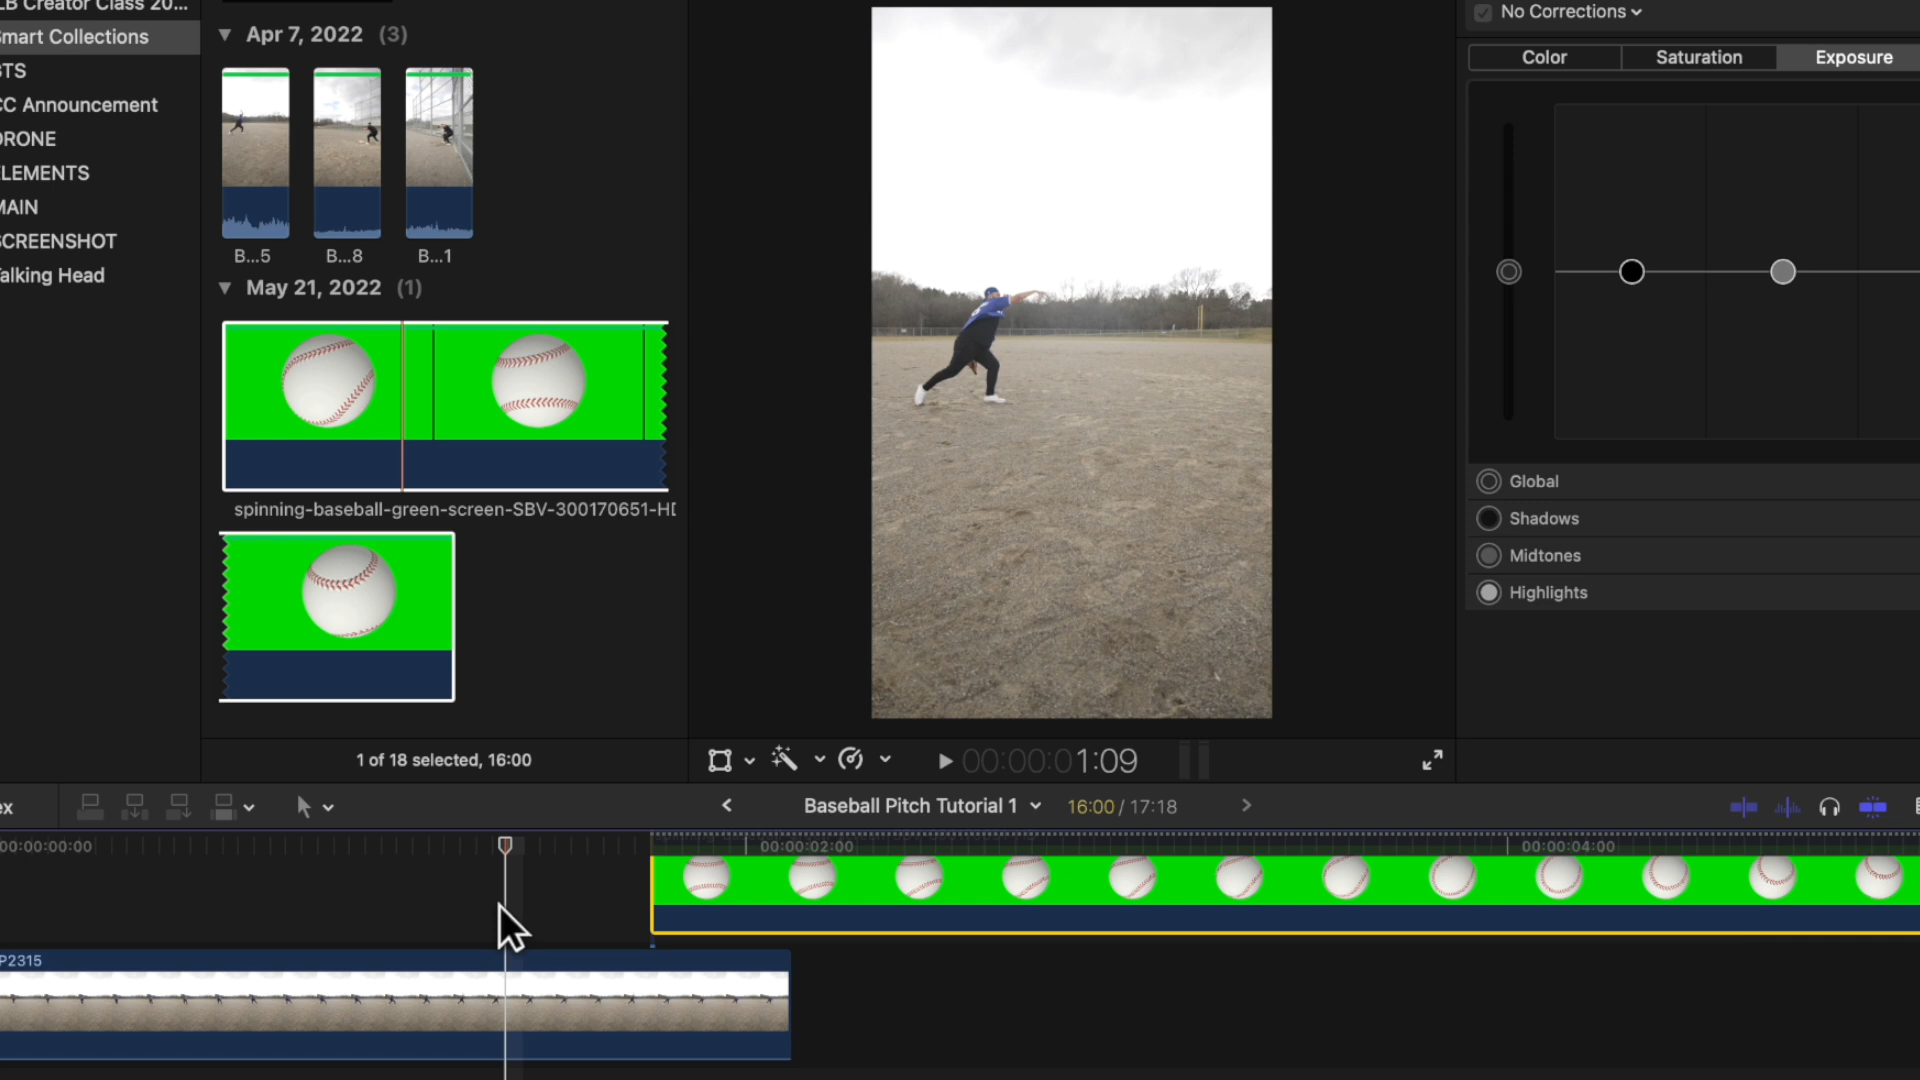 LB Creator Class 20...
Smart Collections
BTS
CC Announcement
DRONE
ELEMENTS
MAIN
SCREENSHOT
Talking Head
Apr 7, 2022 (3)
B...5 B...8 B...1
May 21, 2022 (1)
spinning-baseball-green-screen-SBV-300170651-HD
1 of 18 selected, 16:00
00:00:01:09
No Corrections
Color Saturation Exposure
Global
Shadows
Midtones
Highlights
ex
Baseball Pitch Tutorial 1 16:00 / 17:18
00:00:00:00 00:00:02:00 00:00:04:00
P2315